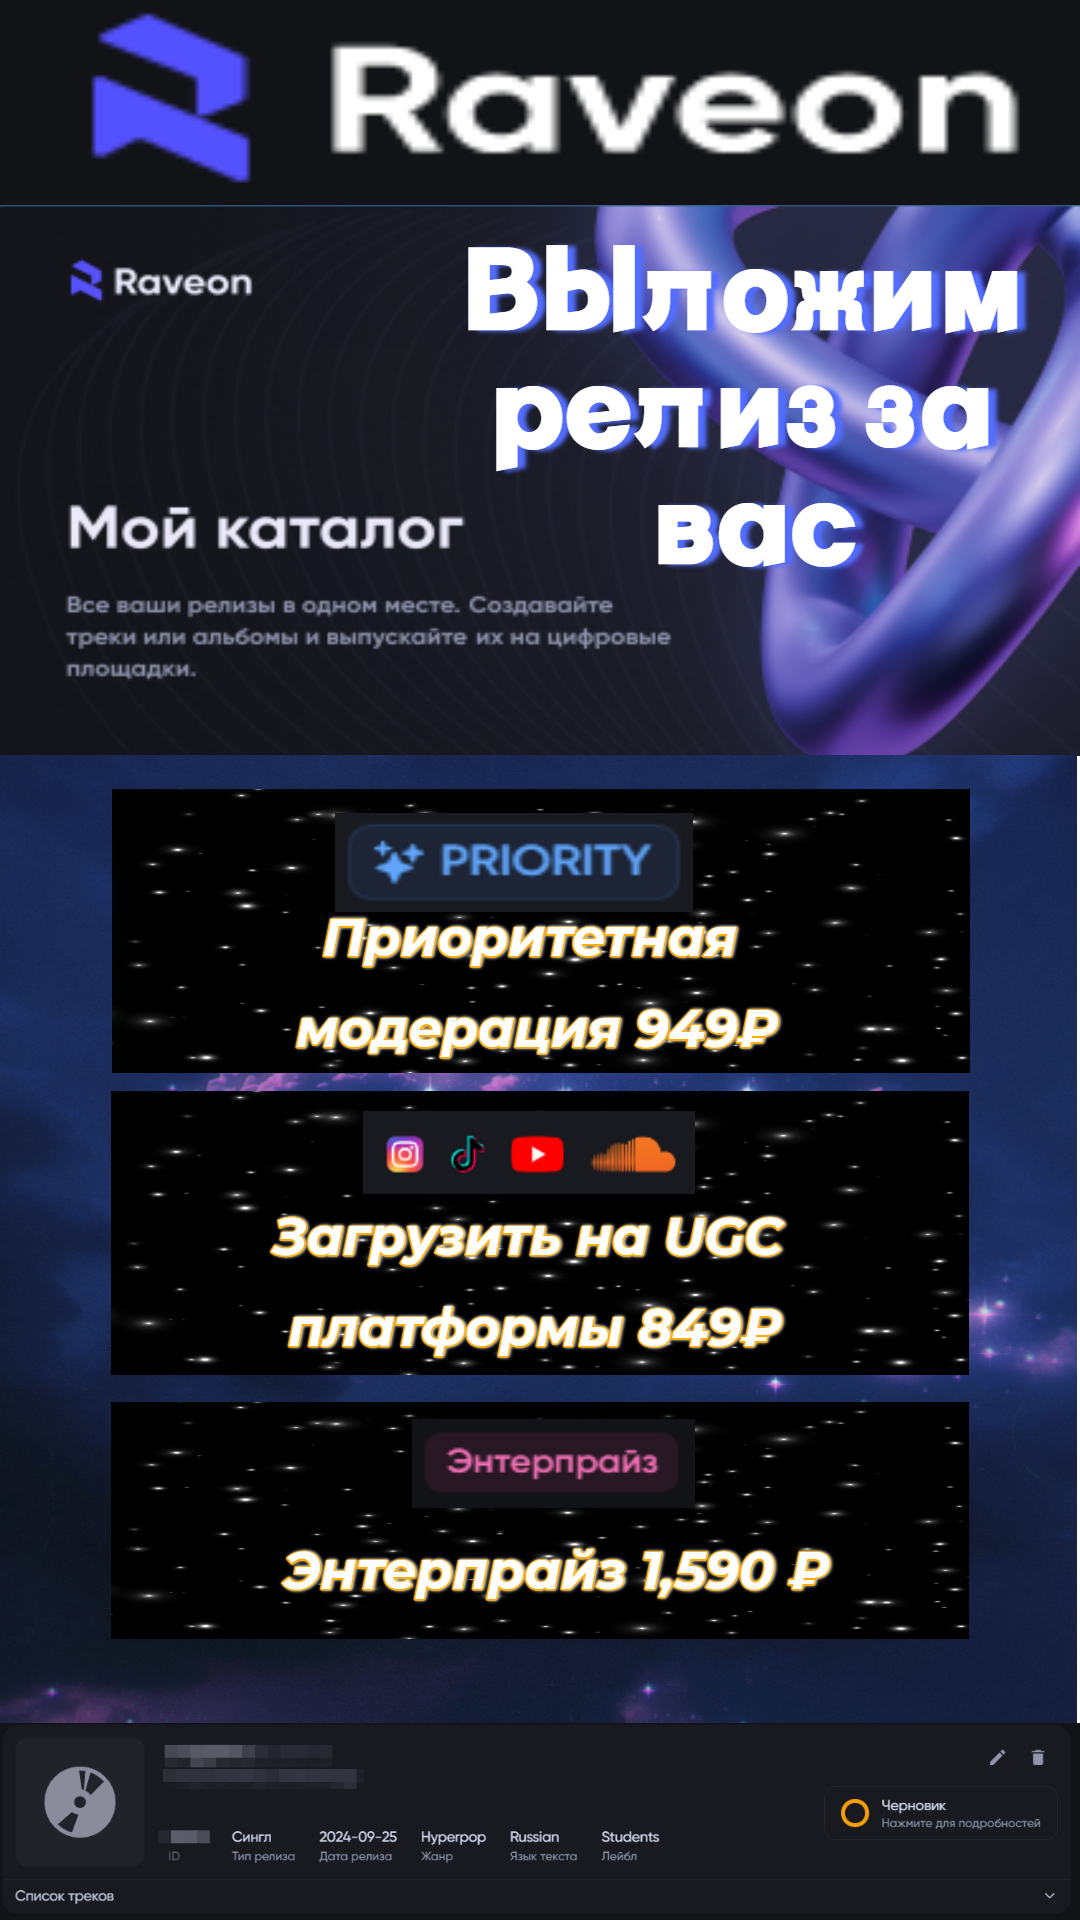 Raveon
Raveon
ВЫложим
релиз за
вас
Мой каталог
Все ваши релизы в одном месте. Создавайте
треки или альбомы и выпускайте их на цифровые
площадки.
PRIORITY
Приоритетная
модерация 949₽
Загрузить на UGC
платформы 849₽
Энтерпрайз
Энтерпрайз 1,590 ₽
Черновик
Нажмите для подробностей
Сингл 2024-09-25 Hyperpop Russian Students
ID Тип релиза Дата релиза Жанр Язык текста Лейбл
Список треков